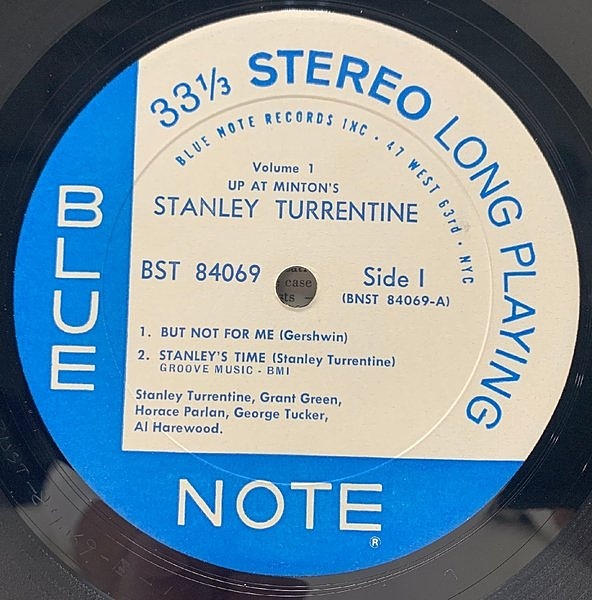 33⅓ STEREO LONG PLAYING
BLUE NOTE RECORDS INC • 47 WEST 63rd • NYC
Volume 1
UP AT MINTON'S
STANLEY TURRENTINE
BST 84069
Side I
(BNST 84069-A)
case
1. BUT NOT FOR ME (Gershwin)
2. STANLEY'S TIME (Stanley Turrentine)
GROOVE MUSIC - BMI
Stanley Turrentine, Grant Green,
Horace Parlan, George Tucker,
Al Harewood.
BLUE
NOTE
®